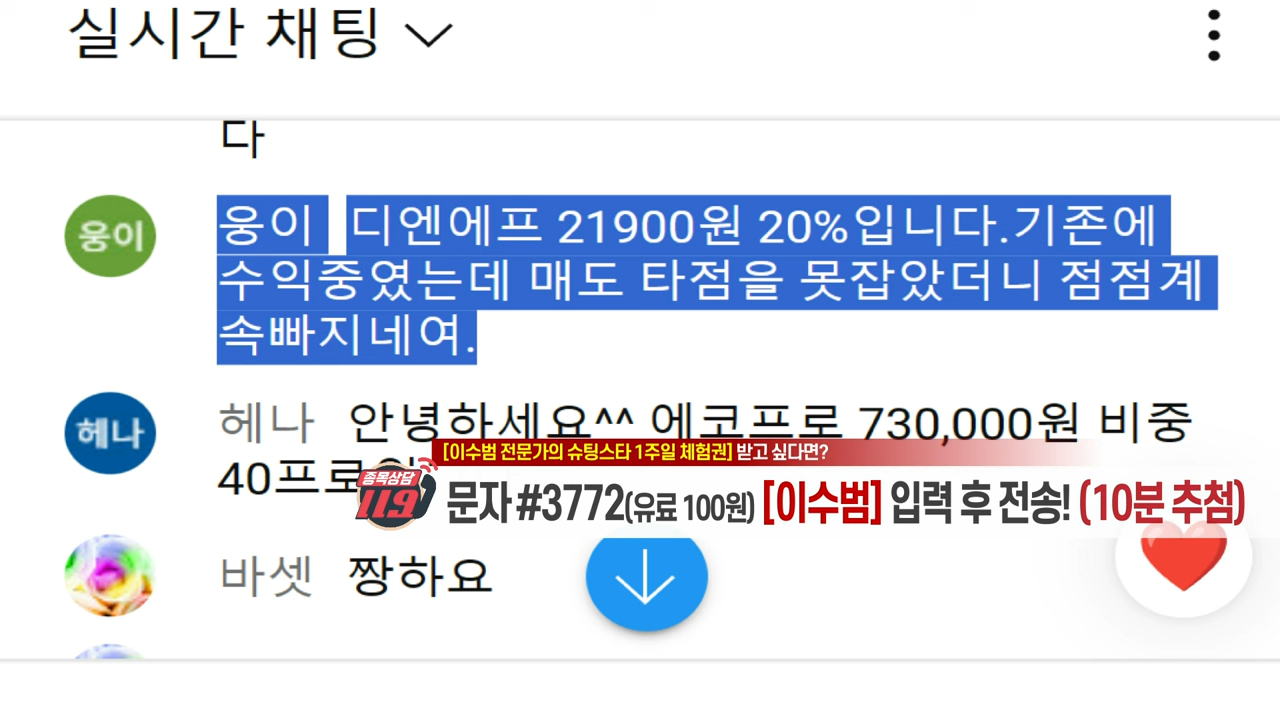 실시간 채팅
다
웅이
웅이 디엔에프 21900원 20%입니다.기존에
수익중였는데 매도 타점을 못잡았더니 점점계
속빠지네여.
헤나
헤나 안녕하세요^^ 에코프로 730,000원 비중
40프로
[이수범 전문가의 슈팅스타 1주일 체험권] 받고 싶다면?
종목상담
119
문자 #3772(유료 100원) [이수범] 입력 후 전송! (10분 추첨)
바셋 짱하요